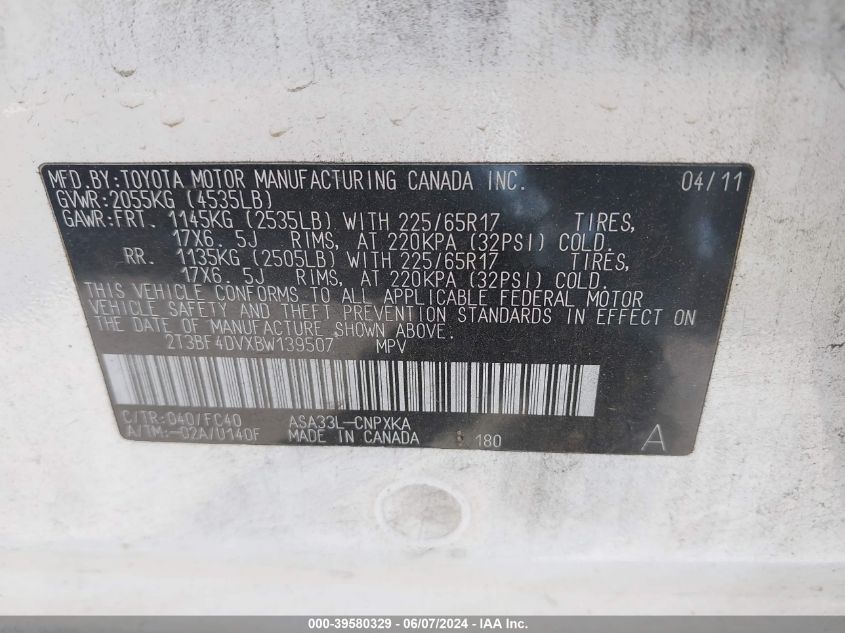 MFD.BY:TOYOTA MOTOR MANUFACTURING CANADA INC. 04/11
GVWR:2055KG (4535LB)
GAWR:FRT. 1145KG (2535LB) WITH 225/65R17 TIRES,
17X6. 5J RIMS, AT 220KPA (32PSI) COLD.
RR. 1135KG (2505LB) WITH 225/65R17 TIRES,
17X6. 5J RIMS, AT 220KPA (32PSI) COLD.
THIS VEHICLE CONFORMS TO ALL APPLICABLE FEDERAL MOTOR
VEHICLE SAFETY AND THEFT PREVENTION STANDARDS IN EFFECT ON
THE DATE OF MANUFACTURE SHOWN ABOVE.
2T3BF4DVXBW139507 MPV
C/TR:040/FC40 ASA33L-CNPXKA
A/TM:-02A/U140F MADE IN CANADA 180 A
000-39580329 - 06/07/2024 - IAA Inc.